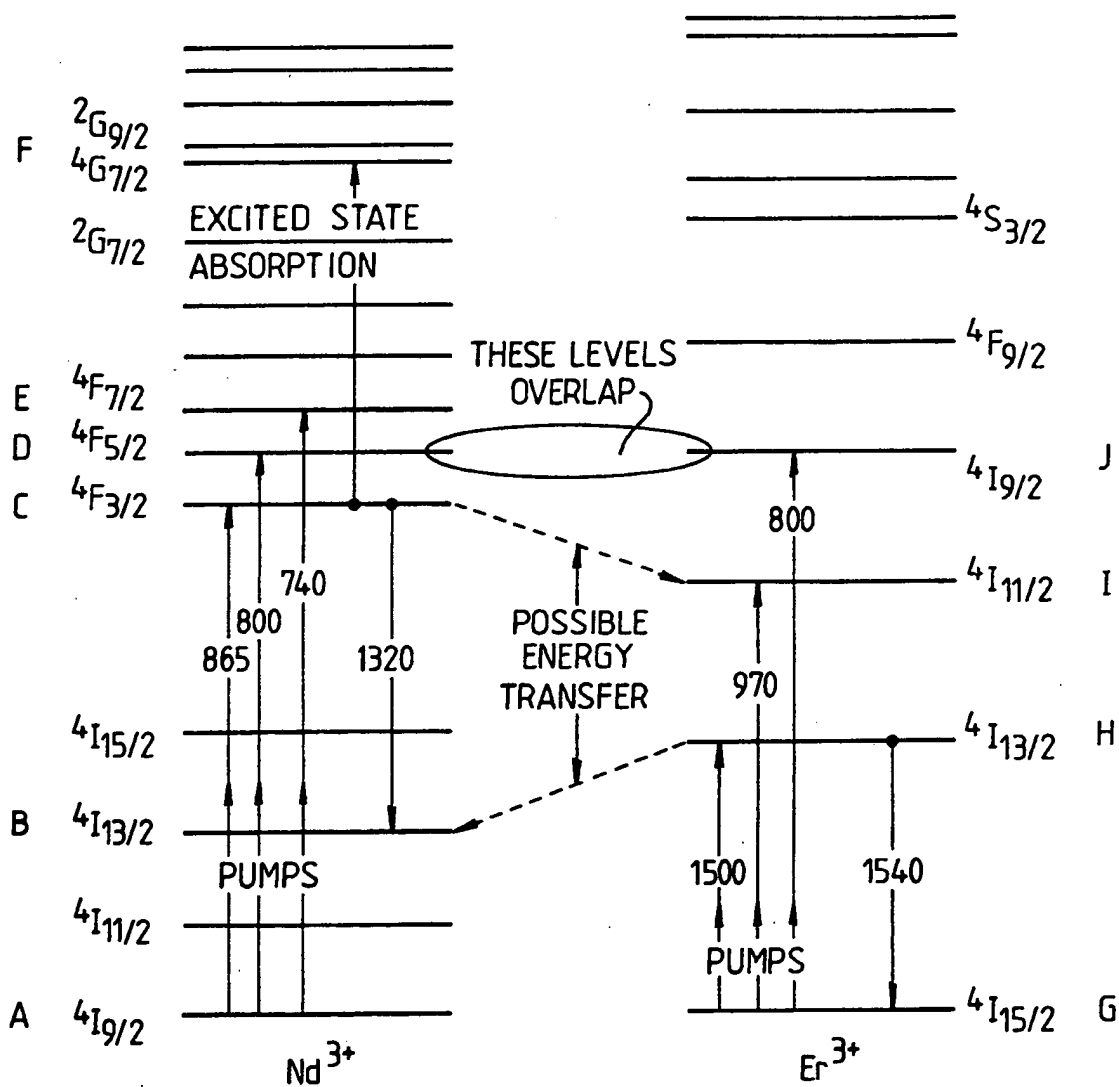 F
²G₉/₂
⁴G₇/₂
EXCITED STATE
ABSORPTION
²G₇/₂
⁴S₃/₂
⁴F₉/₂
THESE LEVELS
OVERLAP
E
⁴F₇/₂
D
⁴F₅/₂
C
⁴F₃/₂
⁴I₉/₂
J
⁴I₁₁/₂
I
865
800
740
1320
POSSIBLE
ENERGY
TRANSFER
970
800
⁴I₁₅/₂
⁴I₁₃/₂
H
B
⁴I₁₃/₂
PUMPS
1500
1540
⁴I₁₁/₂
PUMPS
A
⁴I₉/₂
⁴I₁₅/₂
G
Nd³⁺
Er³⁺